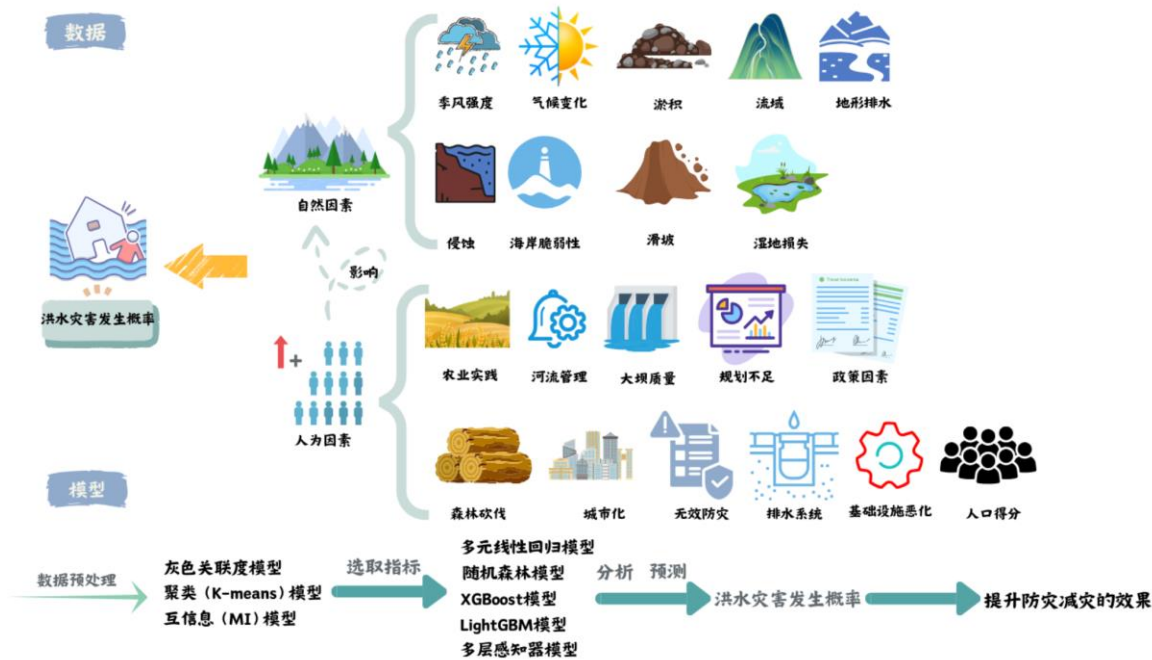 数据
季风强度
气候变化
淤积
流域
地形排水
自然因素
侵蚀
海岸脆弱性
滑坡
湿地损失
影响
洪水灾害发生概率
农业实践
河流管理
大坝质量
规划不足
政策因素
人为因素
模型
森林砍伐
城市化
无效防灾
排水系统
基础设施恶化
人口得分
数据预处理
灰色关联度模型
聚类（K-means）模型
互信息（MI）模型
选取指标
多元线性回归模型
随机森林模型
XGBoost模型
LightGBM模型
多层感知器模型
分析 预测
洪水灾害发生概率
提升防灾减灾的效果